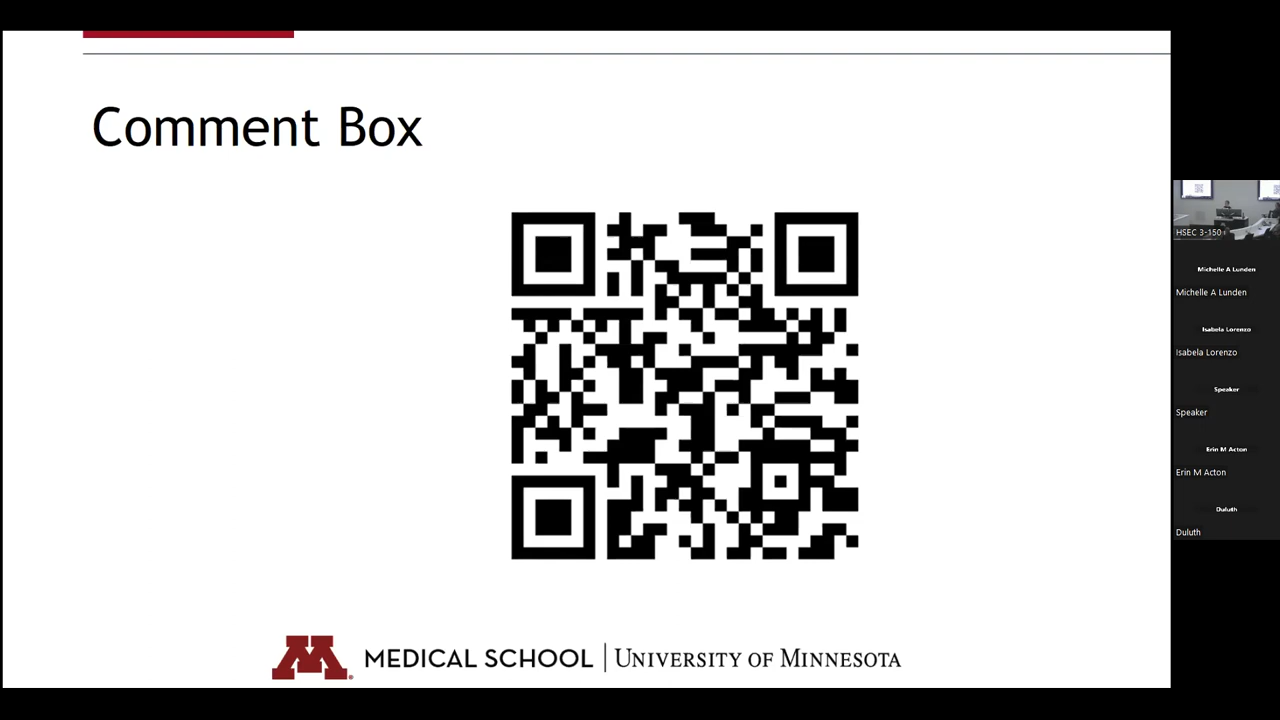 Comment Box
M MEDICAL SCHOOL | UNIVERSITY OF MINNESOTA
HSEC 3-150
Michelle A Lunden
Michelle A Lunden
Isabela Lorenzo
Isabela Lorenzo
Speaker
Speaker
Erin M Acton
Erin M Acton
Duluth
Duluth